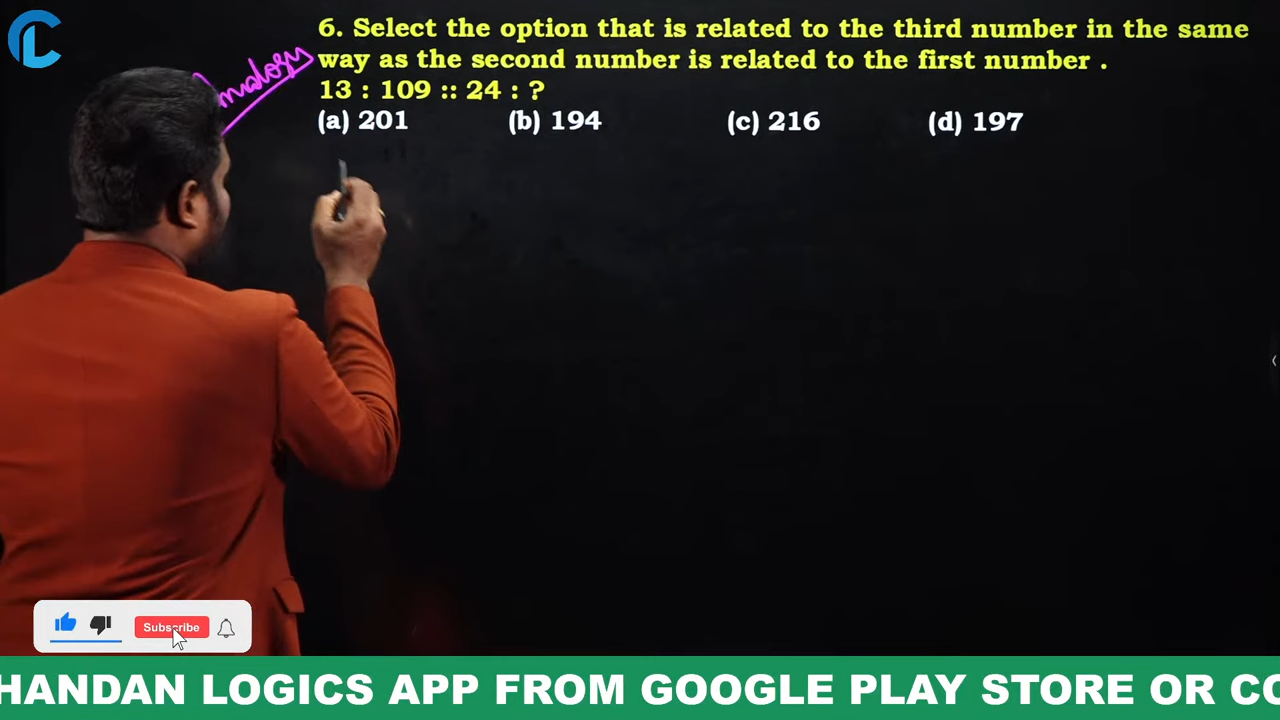 6. Select the option that is related to the third number in the same
way as the second number is related to the first number .
13 : 109 :: 24 : ?
(a) 201 (b) 194 (c) 216 (d) 197
Subscribe
HANDAN LOGICS APP FROM GOOGLE PLAY STORE OR CO